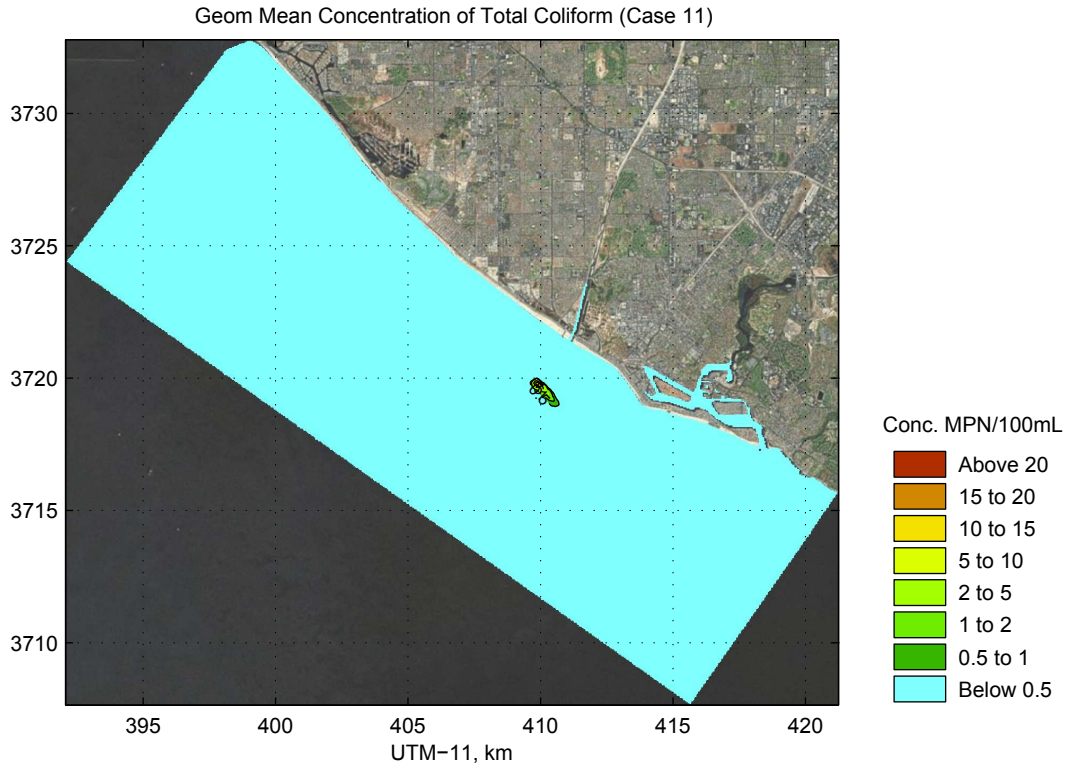 Geom Mean Concentration of Total Coliform (Case 11)
3730
3725
3720
3715
3710
395
400
405
410
415
420
UTM−11, km
Conc. MPN/100mL
Above 20
15 to 20
10 to 15
5 to 10
2 to 5
1 to 2
0.5 to 1
Below 0.5